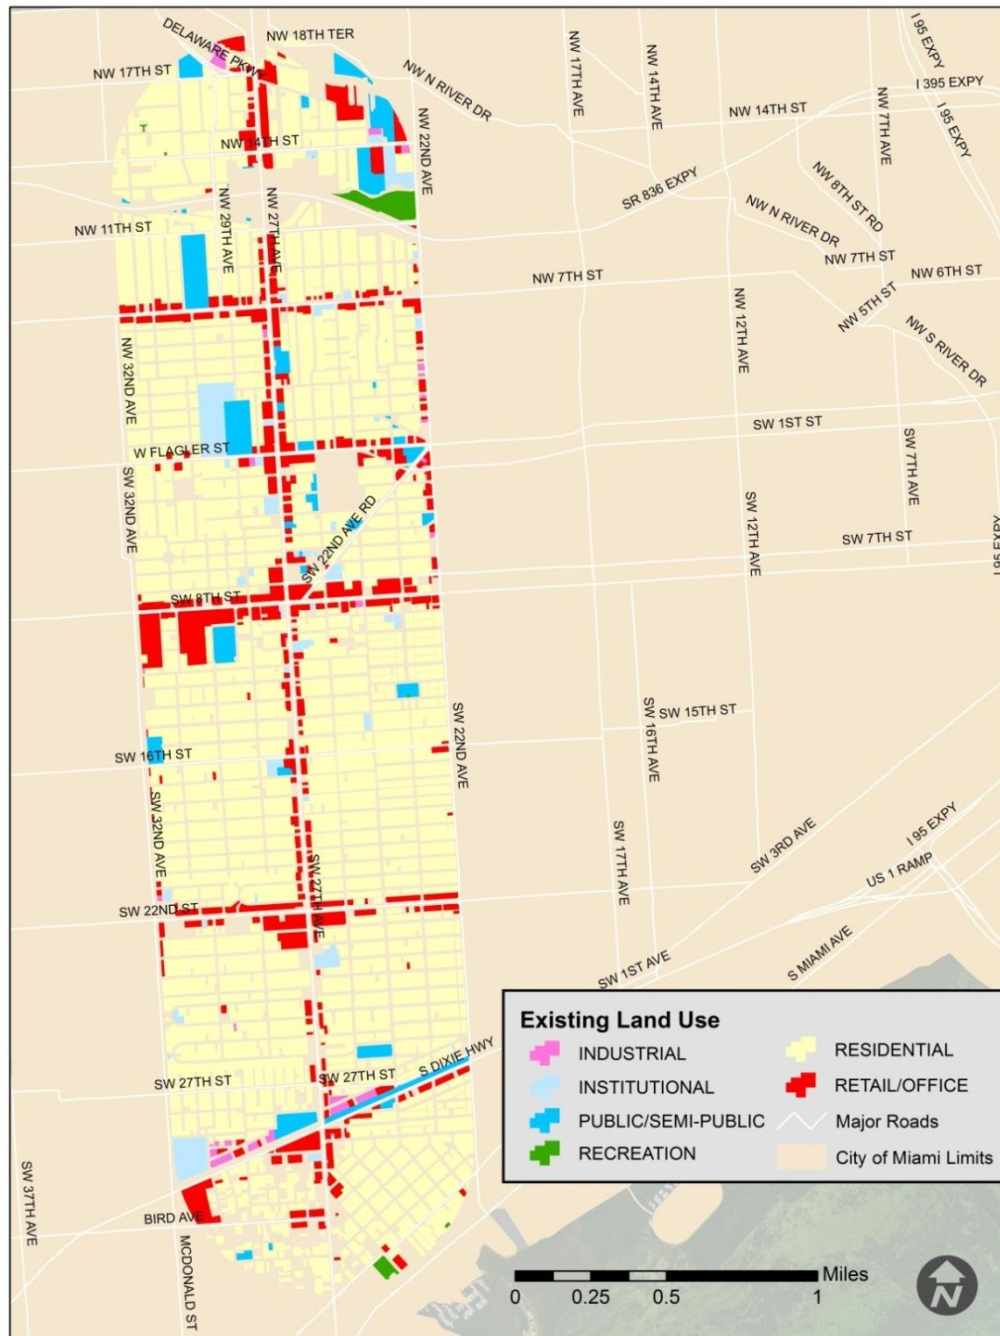 DELAWARE PKWY
NW 18TH TER
I 95 EXPY
NW 17TH ST
NW N RIVER DR
NW 17TH AVE
NW 14TH AVE
I 395 EXPY
NW 14TH ST
NW 7TH AVE
I 95 EXPY
NW 22ND AVE
NW 14TH ST
SR 836 EXPY
NW 8TH ST RD
NW 29TH AVE
NW 27TH AVE
NW N RIVER DR
NW 11TH ST
NW 7TH ST
NW 7TH ST
NW 6TH ST
NW 5TH ST
NW S RIVER DR
NW 12TH AVE
NW 32ND AVE
SW 1ST ST
W FLAGLER ST
SW 7TH AVE
SW 32ND AVE
SW 22ND AVE RD
SW 12TH AVE
SW 7TH ST
I 95 EXPY
SW 8TH ST
SW 22ND AVE
SW 16TH AVE
SW 15TH ST
SW 16TH ST
SW 32ND AVE
SW 17TH AVE
SW 3RD AVE
I 95 EXPY
US 1 RAMP
SW 27TH AVE
SW 22ND ST
SW 1ST AVE
S MIAMI AVE
S DIXIE HWY
SW 27TH ST
SW 27TH ST
SW 37TH AVE
BIRD AVE
MCDONALD ST
Existing Land Use
INDUSTRIAL
INSTITUTIONAL
PUBLIC/SEMI-PUBLIC
RECREATION
RESIDENTIAL
RETAIL/OFFICE
Major Roads
City of Miami Limits
Miles
0 0.25 0.5 1
N